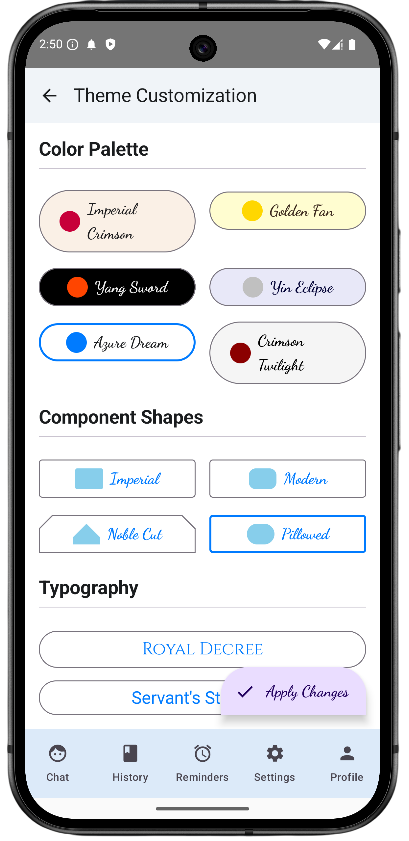 2:50
Theme Customization
Color Palette
Imperial
Crimson
Golden Fan
Yang Sword
Yin Eclipse
Azure Dream
Crimson
Twilight
Component Shapes
Imperial
Modern
Noble Cut
Pillowed
Typography
Royal Decree
Servant's St
Apply Changes
Chat
History
Reminders
Settings
Profile